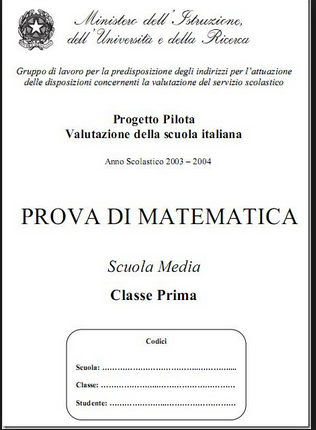 Ministero dell'Istruzione,
dell'Università e della Ricerca
Gruppo di lavoro per la predisposizione degli indirizzi per l'attuazione
delle disposizioni concernenti la valutazione del servizio scolastico
Progetto Pilota
Valutazione della scuola italiana
Anno Scolastico 2003 – 2004
PROVA DI MATEMATICA
Scuola Media
Classe Prima
Codici
Scuola: ..........................................
Classe: ..........................................
Studente: .......................................